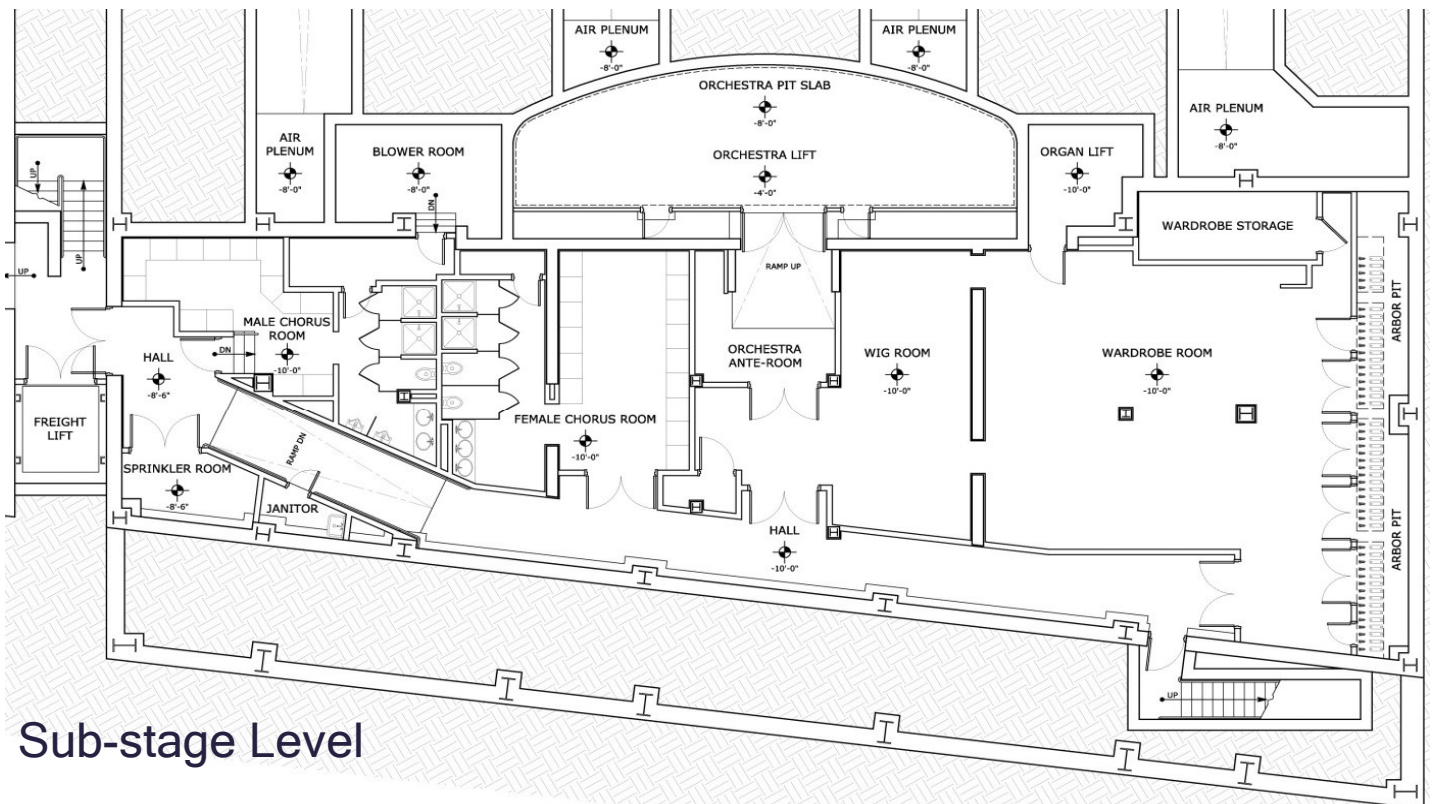 AIR PLENUM
-8'-0"
AIR PLENUM
-8'-0"
ORCHESTRA PIT SLAB
-8'-0"
AIR PLENUM
-8'-0"
AIR
PLENUM
-8'-0"
BLOWER ROOM
-8'-0"
ORCHESTRA LIFT
-4'-0"
ORGAN LIFT
-10'-0"
UP
UP
UP
DN
WARDROBE STORAGE
RAMP UP
ARBOR PIT
MALE CHORUS
ROOM
-10'-0"
DN
HALL
-8'-6"
ORCHESTRA
ANTE-ROOM
WIG ROOM
-10'-0"
WARDROBE ROOM
-10'-0"
FREIGHT
LIFT
FEMALE CHORUS ROOM
-10'-0"
RAMP DN
SPRINKLER ROOM
-8'-6"
JANITOR
HALL
-10'-0"
ARBOR PIT
UP
Sub-stage Level